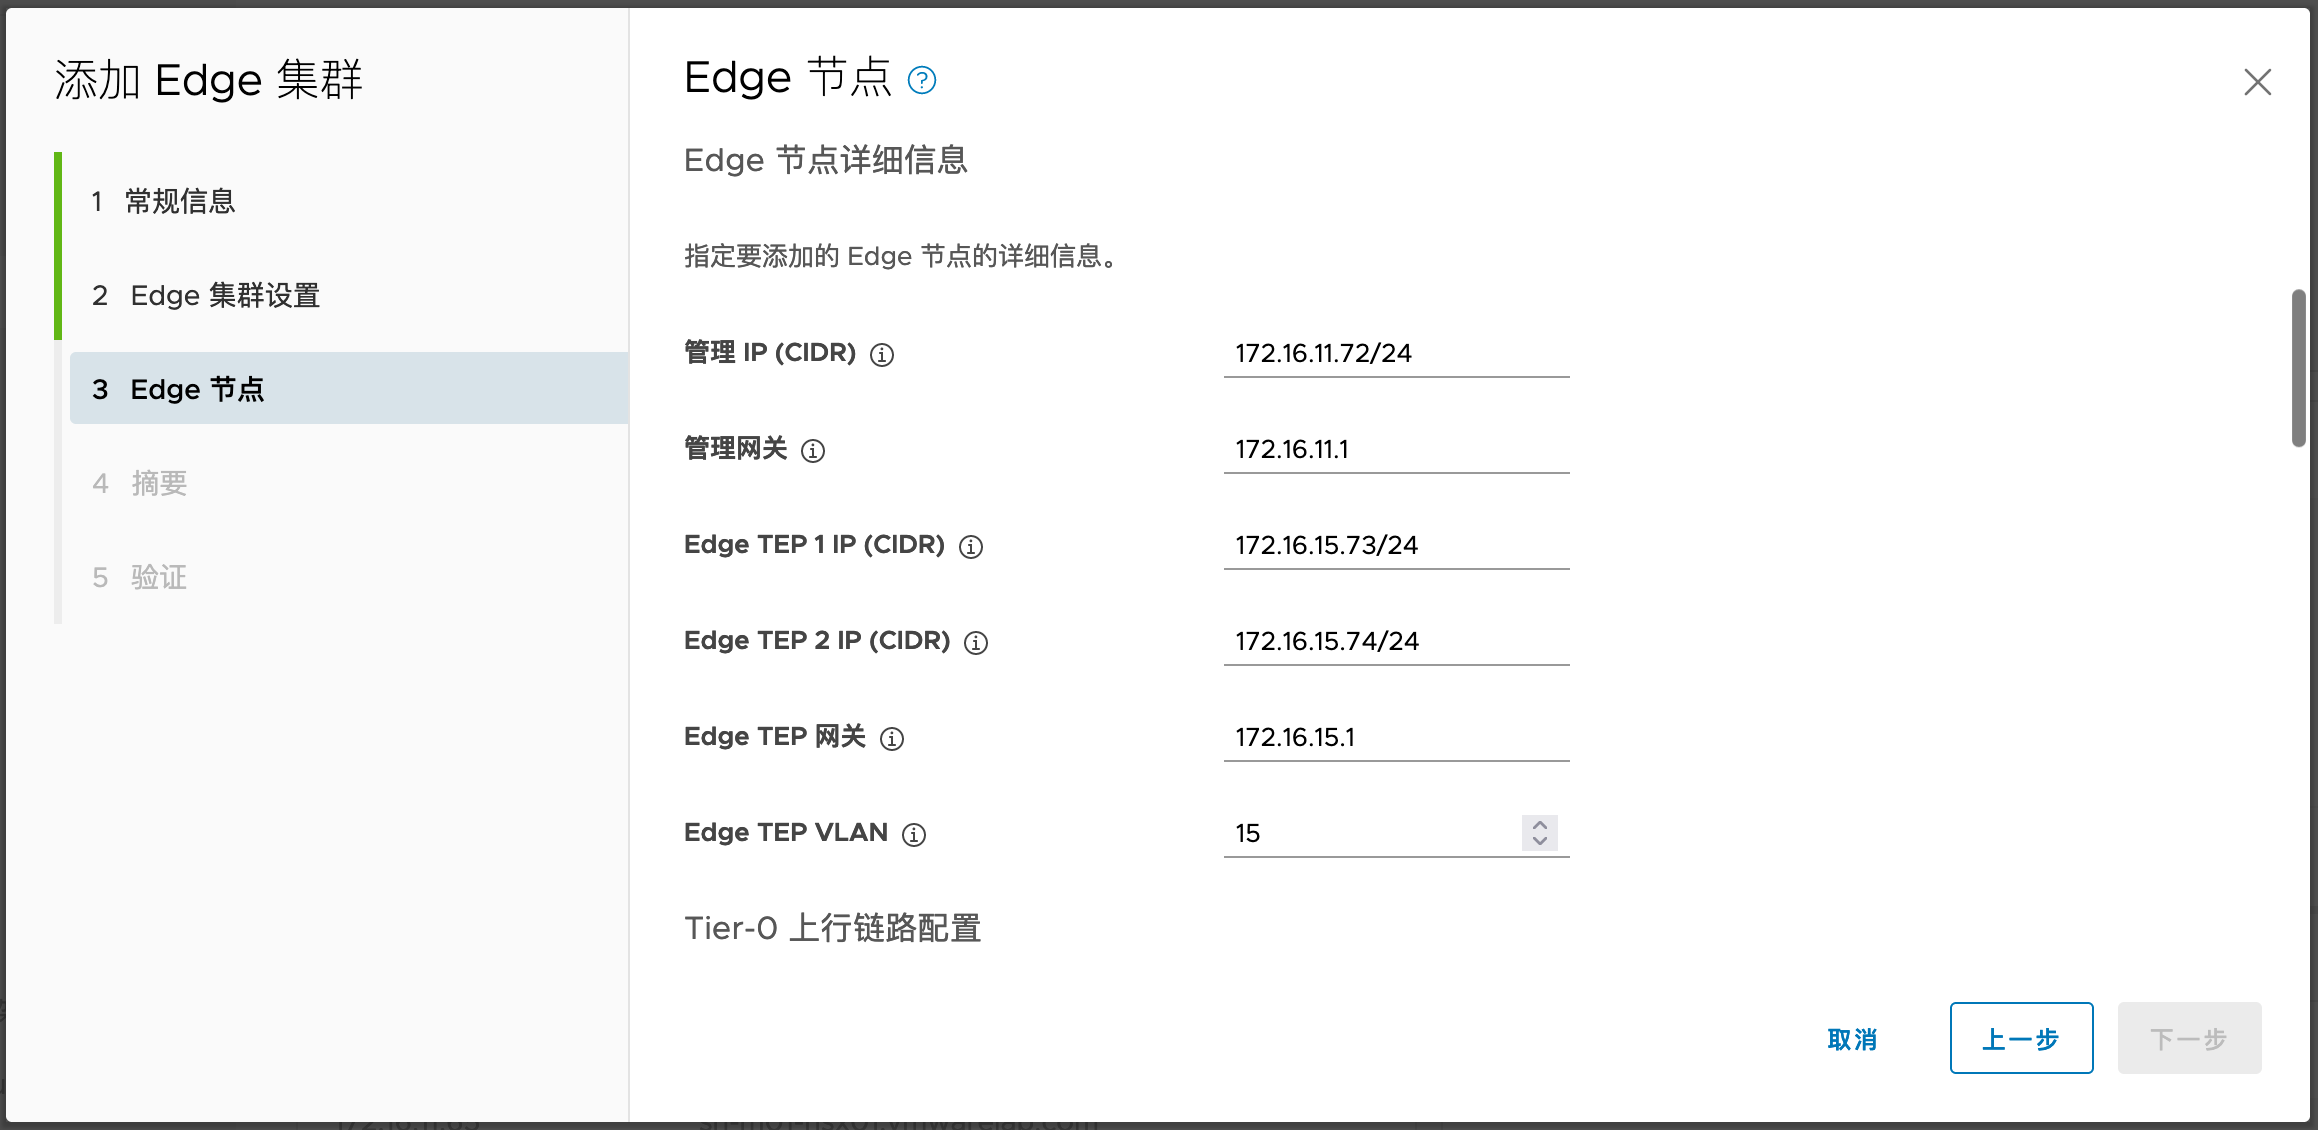 添加 Edge 集群
1 常规信息
2 Edge 集群设置
3 Edge 节点
4 摘要
5 验证
Edge 节点
Edge 节点详细信息
指定要添加的 Edge 节点的详细信息。
管理 IP (CIDR) 172.16.11.72/24
管理网关 172.16.11.1
Edge TEP 1 IP (CIDR) 172.16.15.73/24
Edge TEP 2 IP (CIDR) 172.16.15.74/24
Edge TEP 网关 172.16.15.1
Edge TEP VLAN 15
Tier-0 上行链路配置
取消 上一步 下一步